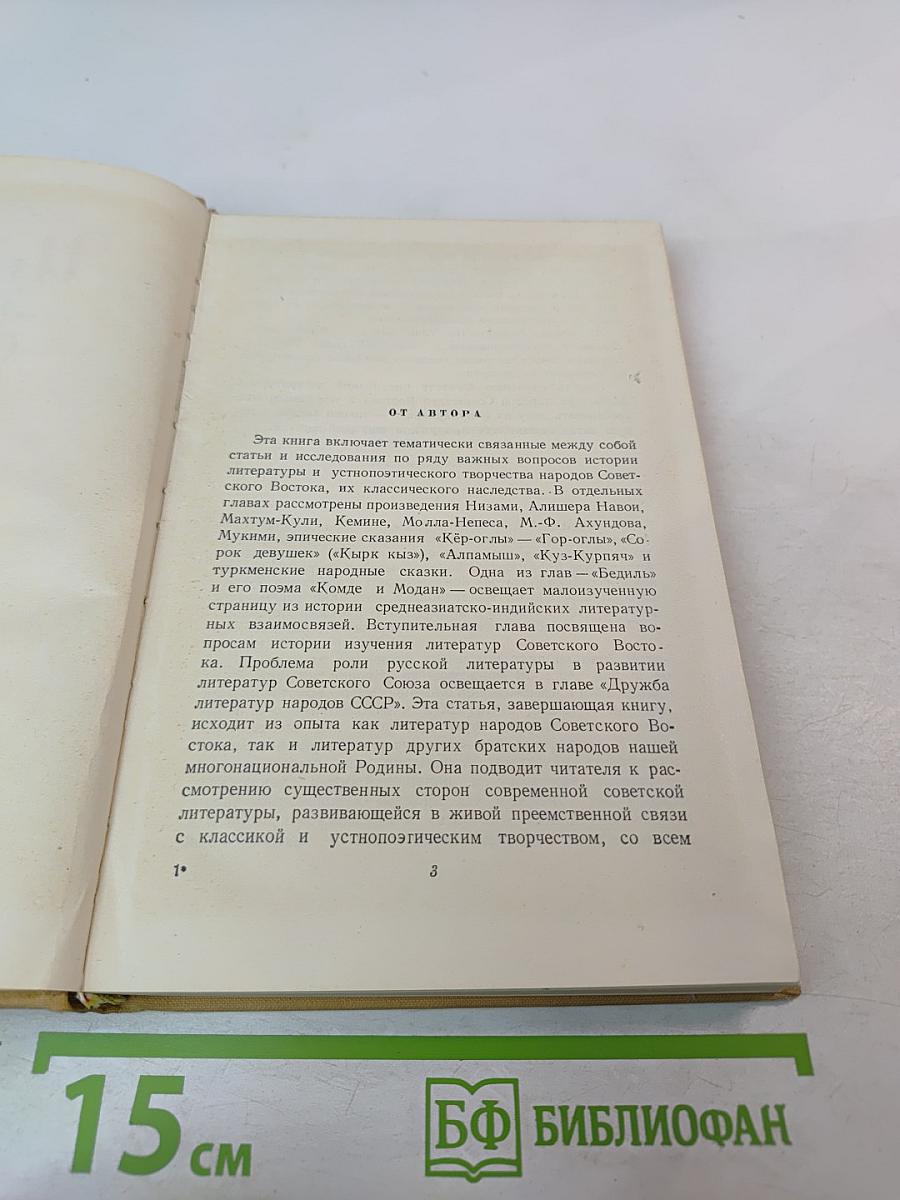 ОТ АВТОРА
Эта книга включает тематически связанные между собой
статьи и исследования по ряду важных вопросов истории
литературы и устнопоэтического творчества народов Совет-
ского Востока, их классического наследства. В отдельных
главах рассмотрены произведения Низами, Алишера Навои,
Махтум-Кули, Кемине, Молла-Непеса, М.-Ф. Ахундова,
Мукими, эпические сказания «Кёр-оглы» — «Гор-оглы», «Со-
рок девушек» («Қырк кыз»), «Алпамыш», «Куз-Курпяч» и
туркменские народные сказки. Одна из глав — «Бедиль»
и его поэма «Комде и Модан» — освещает малоизученную
страницу из истории среднеазиатско-индийских литератур-
ных взаимосвязей. Вступительная глава посвящена во-
просам истории изучения литератур Советского Восто-
ка. Проблема роли русской литературы в развитии
литератур Советского Союза освещается в главе «Дружба
литератур народов СССР». Эта статья, завершающая книгу,
исходит из опыта как литератур народов Советского Во-
стока, так и литератур других братских народов нашей
многонациональной Родины. Она подводит читателя к рас-
смотрению существенных сторон современной советской
литературы, развивающейся в живой преемственной связи
с классикой и устнопоэтическим творчеством, со всем
1* 3
15 см БФ БИБЛИОФАН